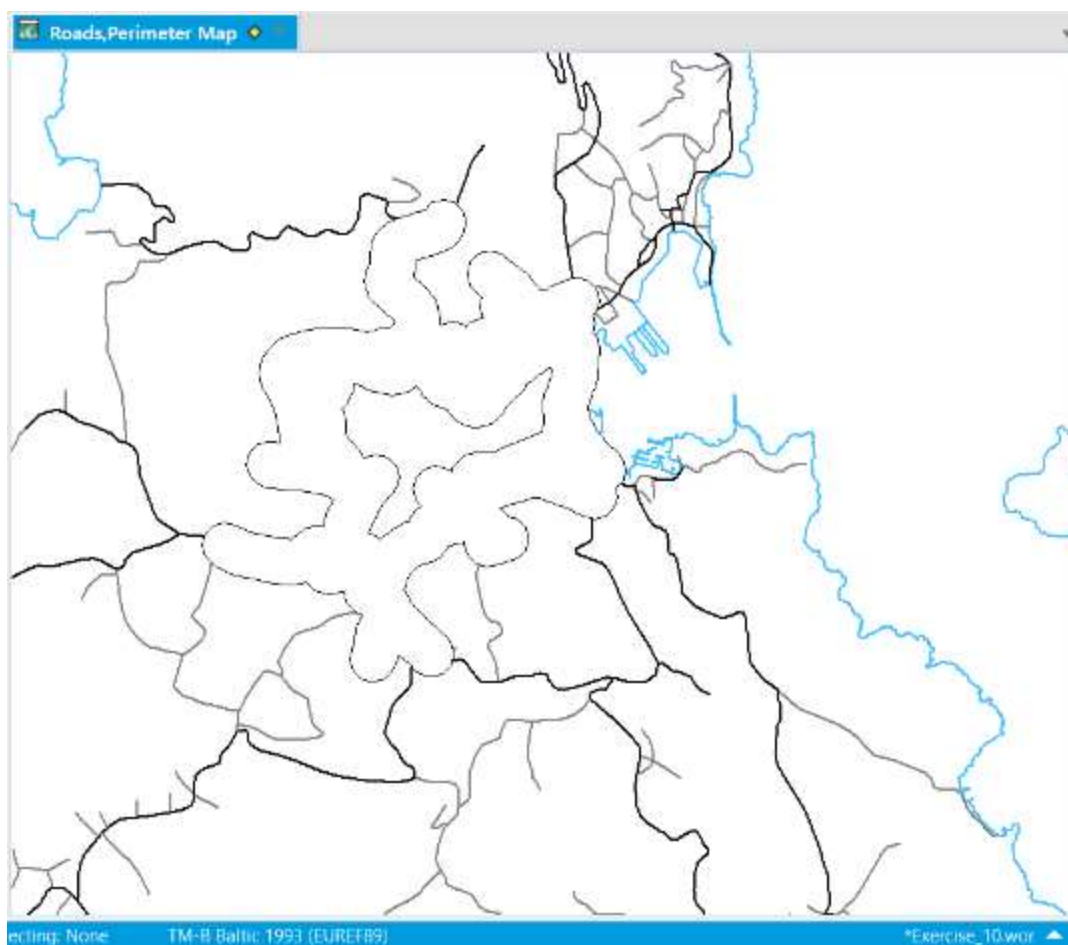 Roads,Perimeter Map
ecting: None TM-B Baltic 1993 (EUREF89) *Exercise_10.wor